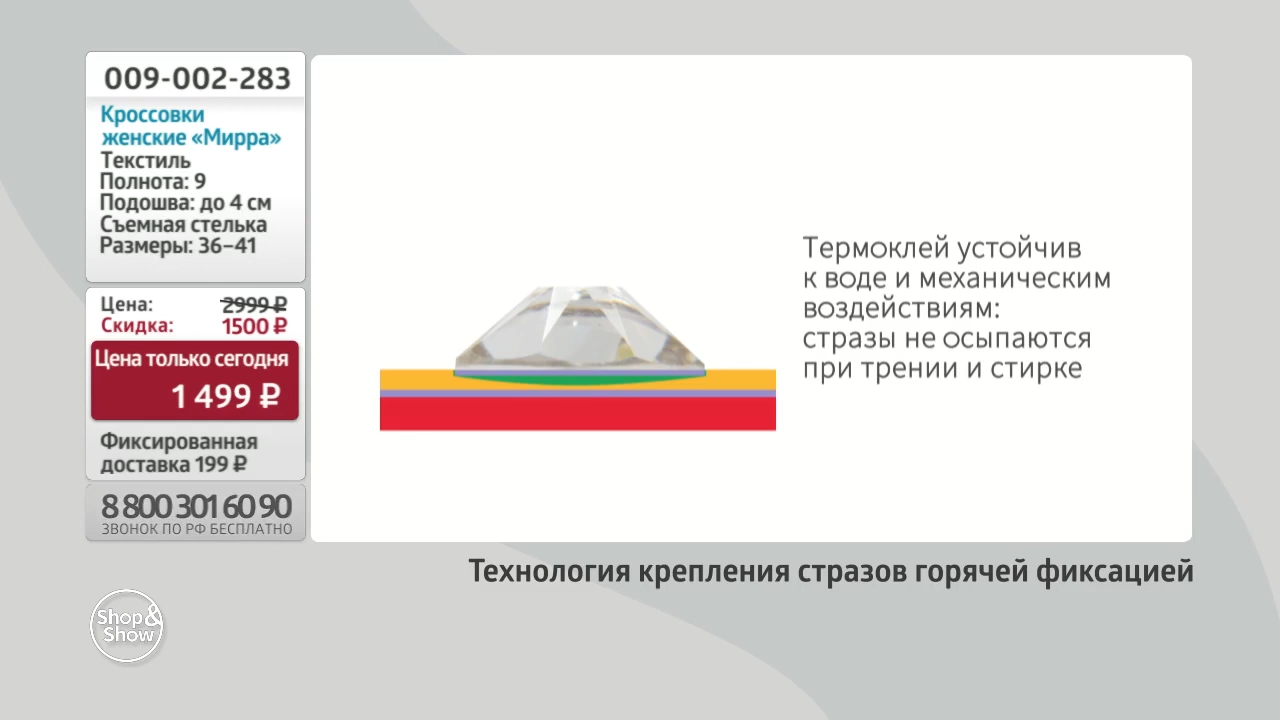 009-002-283
Кроссовки
женские «Мирра»
Текстиль
Полнота: 9
Подошва: до 4 см
Съемная стелька
Размеры: 36–41
Цена: 2999 ₽
Скидка: 1500 ₽
Цена только сегодня
1 499 ₽
Фиксированная
доставка 199 ₽
8 800 301 60 90
ЗВОНОК ПО РФ БЕСПЛАТНО
Термоклей устойчив
к воде и механическим
воздействиям:
стразы не осыпаются
при трении и стирке
Технология крепления стразов горячей фиксацией
Shop&
Show